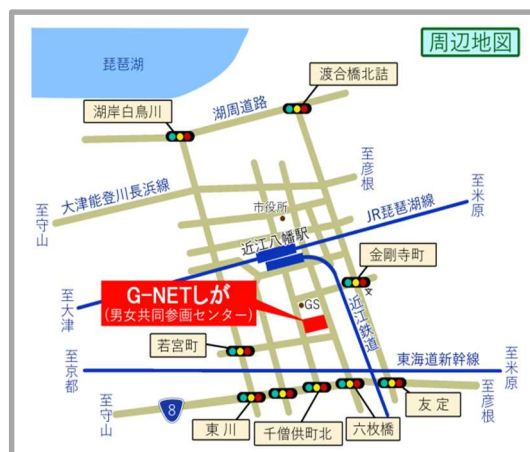 周辺地図
琵琶湖
渡合橋北詰
湖岸白鳥川
湖周道路
至彦根
至米原
大津能登川長浜線
至守山
市役所
JR琵琶湖線
近江八幡駅
金剛寺町
至大津
G-NETしが
(男女共同参画センター)
GS
近江鉄道
若宮町
東海道新幹線
至京都
至米原
至守山
8
至彦根
東川
千僧供町北
六枚橋
友定